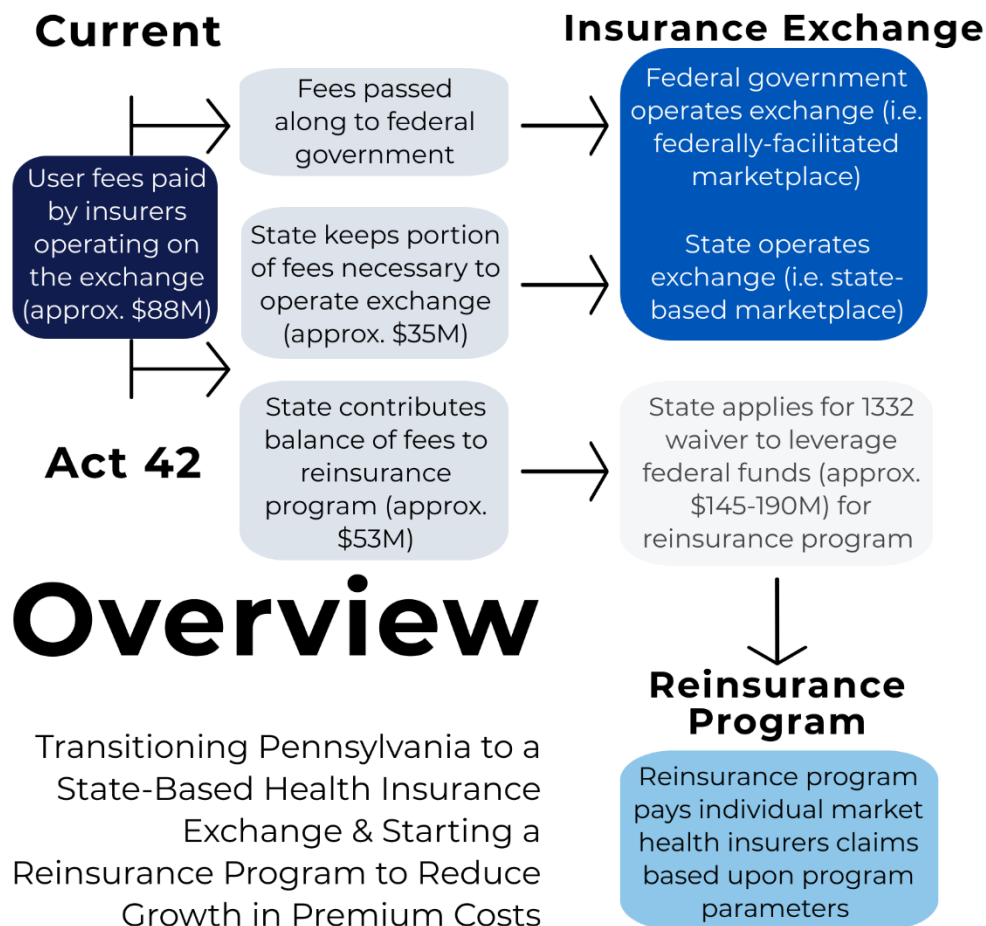 Current
Insurance Exchange
Fees passed
along to federal
government
Federal government
operates exchange (i.e.
federally-facilitated
marketplace)
User fees paid
by insurers
operating on
the exchange
(approx. $88M)
State keeps portion
of fees necessary to
operate exchange
(approx. $35M)
State operates
exchange (i.e. state-
based marketplace)
Act 42
State contributes
balance of fees to
reinsurance
program (approx.
$53M)
State applies for 1332
waiver to leverage
federal funds (approx.
$145-190M) for
reinsurance program
Overview
Transitioning Pennsylvania to a
State-Based Health Insurance
Exchange & Starting a
Reinsurance Program to Reduce
Growth in Premium Costs
Reinsurance
Program
Reinsurance program
pays individual market
health insurers claims
based upon program
parameters